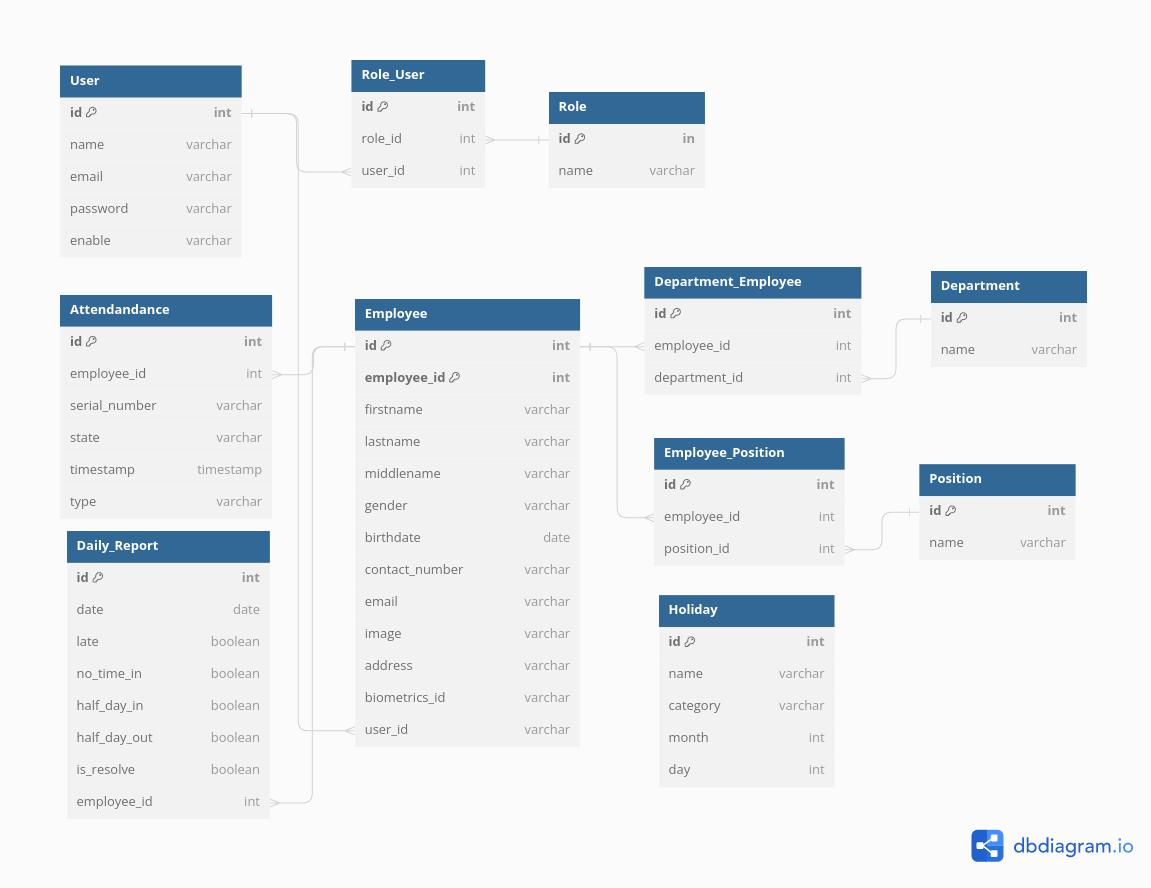 User
id int
name varchar
email varchar
password varchar
enable varchar
Role_User
id int
role_id int
user_id int
Role
id in
name varchar
Attendandance
id int
employee_id int
serial_number varchar
state varchar
timestamp timestamp
type varchar
Employee
id int
employee_id int
firstname varchar
lastname varchar
middlename varchar
gender varchar
birthdate date
contact_number varchar
email varchar
image varchar
address varchar
biometrics_id varchar
user_id varchar
Department_Employee
id int
employee_id int
department_id int
Department
id int
name varchar
Employee_Position
id int
employee_id int
position_id int
Position
id int
name varchar
Daily_Report
id int
date date
late boolean
no_time_in boolean
half_day_in boolean
half_day_out boolean
is_resolve boolean
employee_id int
Holiday
id int
name varchar
category varchar
month int
day int
dbdiagram.io